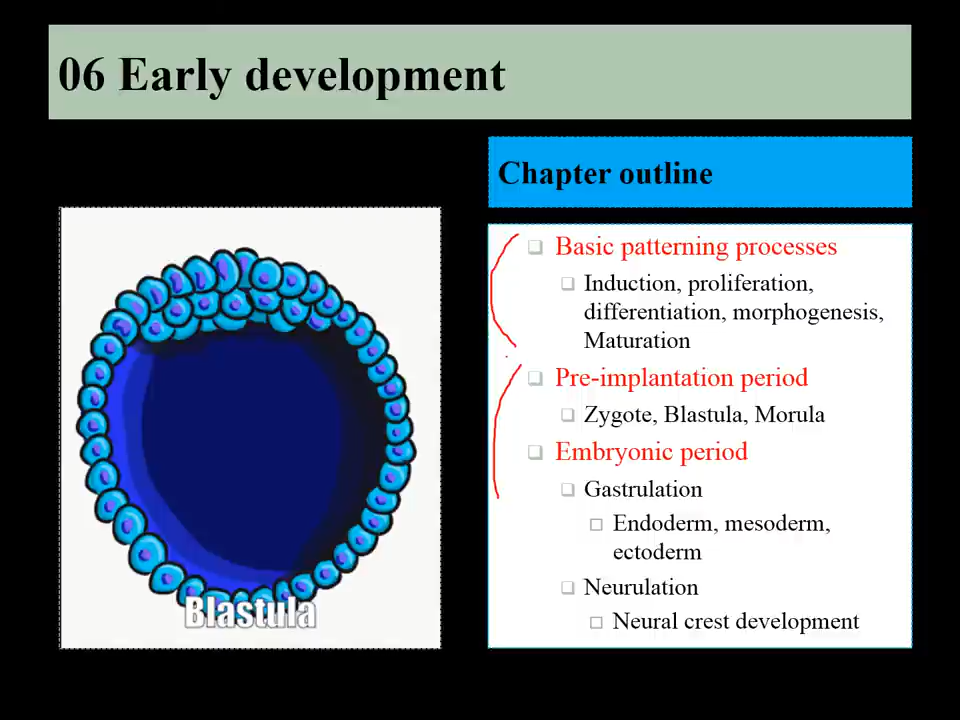 06 Early development
Chapter outline
Basic patterning processes
Induction, proliferation,
differentiation, morphogenesis,
Maturation
Pre-implantation period
Zygote, Blastula, Morula
Embryonic period
Gastrulation
Endoderm, mesoderm,
ectoderm
Neurulation
Neural crest development
Blastula